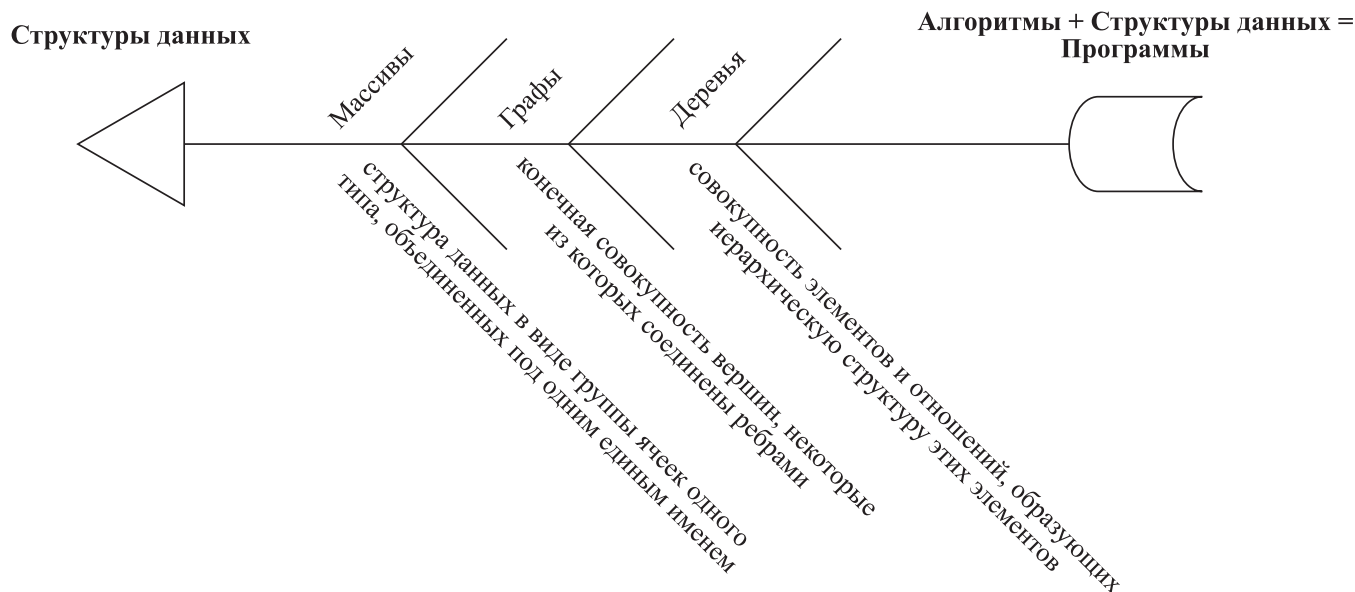 Структуры данных
Алгоритмы + Структуры данных =
Программы
Массивы
Графы
Деревья
структура данных в виде группы ячеек одного
типа, объединенных под одним единым именем
конечная совокупность вершин, некоторые
из которых соединены ребрами
совокупность элементов и отношений, образующих
иерархическую структуру этих элементов